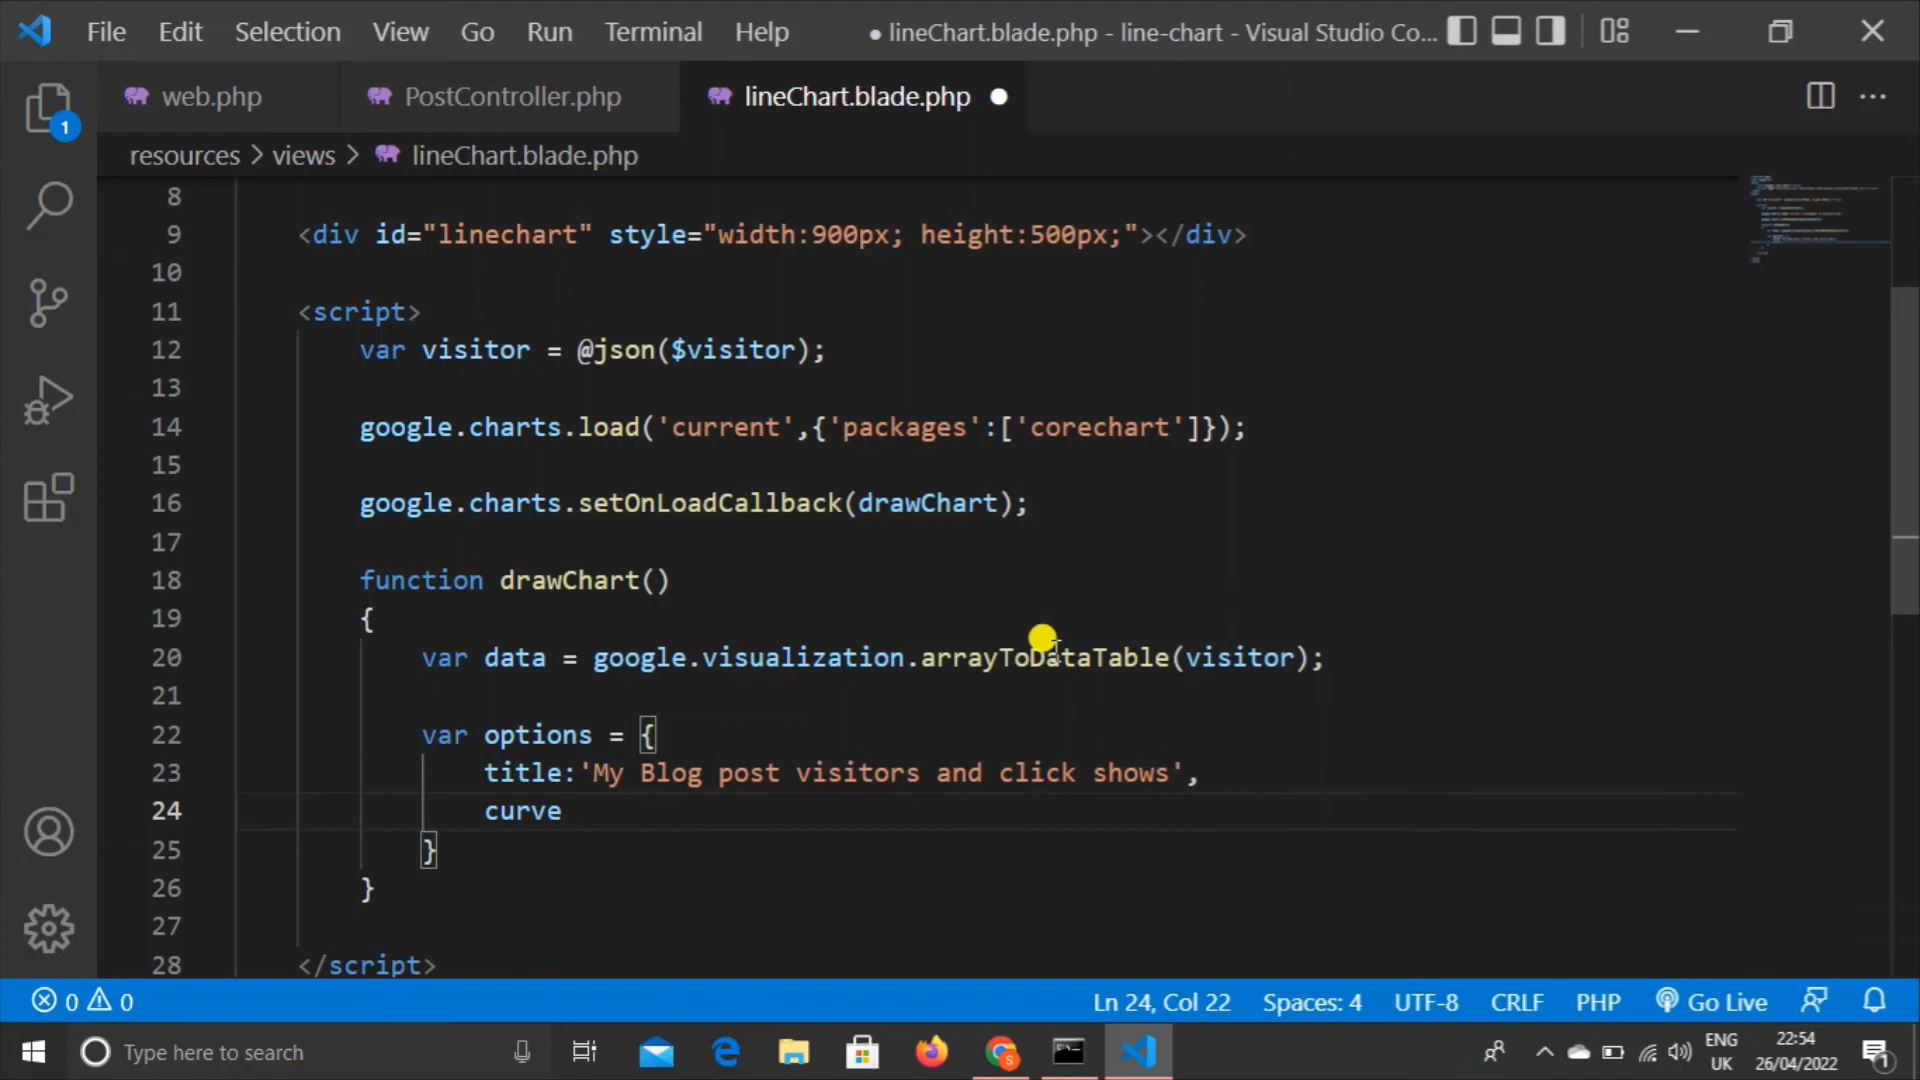 File Edit Selection View Go Run Terminal Help ● lineChart.blade.php - line-chart - Visual Studio Co...
web.php PostController.php lineChart.blade.php
1
resources > views > lineChart.blade.php
8
9 <div id="linechart" style="width:900px; height:500px;"></div>
10
11 <script>
12 var visitor = @json($visitor);
13
14 google.charts.load('current',{'packages':['corechart']});
15
16 google.charts.setOnLoadCallback(drawChart);
17
18 function drawChart()
19 {
20 var data = google.visualization.arrayToDataTable(visitor);
21
22 var options = {
23 title:'My Blog post visitors and click shows',
24 curve
25 }
26 }
27
28 </script>
0 0 Ln 24, Col 22 Spaces: 4 UTF-8 CRLF PHP Go Live
Type here to search S ENG 22:54
UK 26/04/2022 1